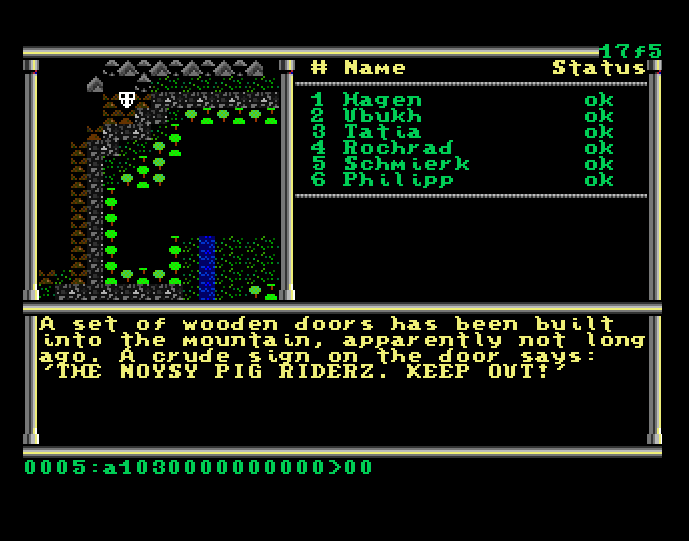 17f5
# Name Status
1 Hagen ok
2 Ubukh ok
3 Tatia ok
4 Rochrad ok
5 Schmierk ok
6 Philipp ok
A set of wooden doors has been built
into the mountain, apparently not long
ago. A crude sign on the door says:
'THE NOYSY PIG RIDERZ. KEEP OUT!'
0005:a1030000000000>00